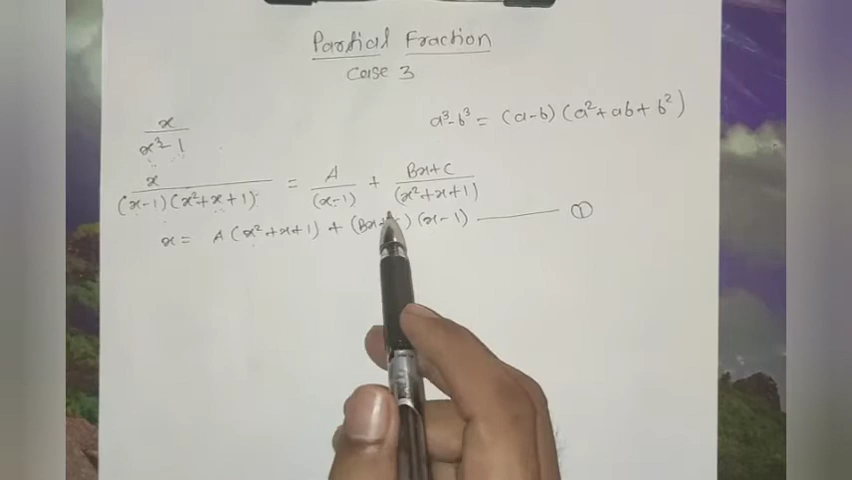 Partial Fraction
Case 3
a³-b³ = (a-b)(a²+ab+b²)
x
x³-1
x / (x-1)(x²+x+1) = A / (x-1) + Bx+C / (x²+x+1)
x = A(x²+x+1) + (Bx+ )(x-1) ①